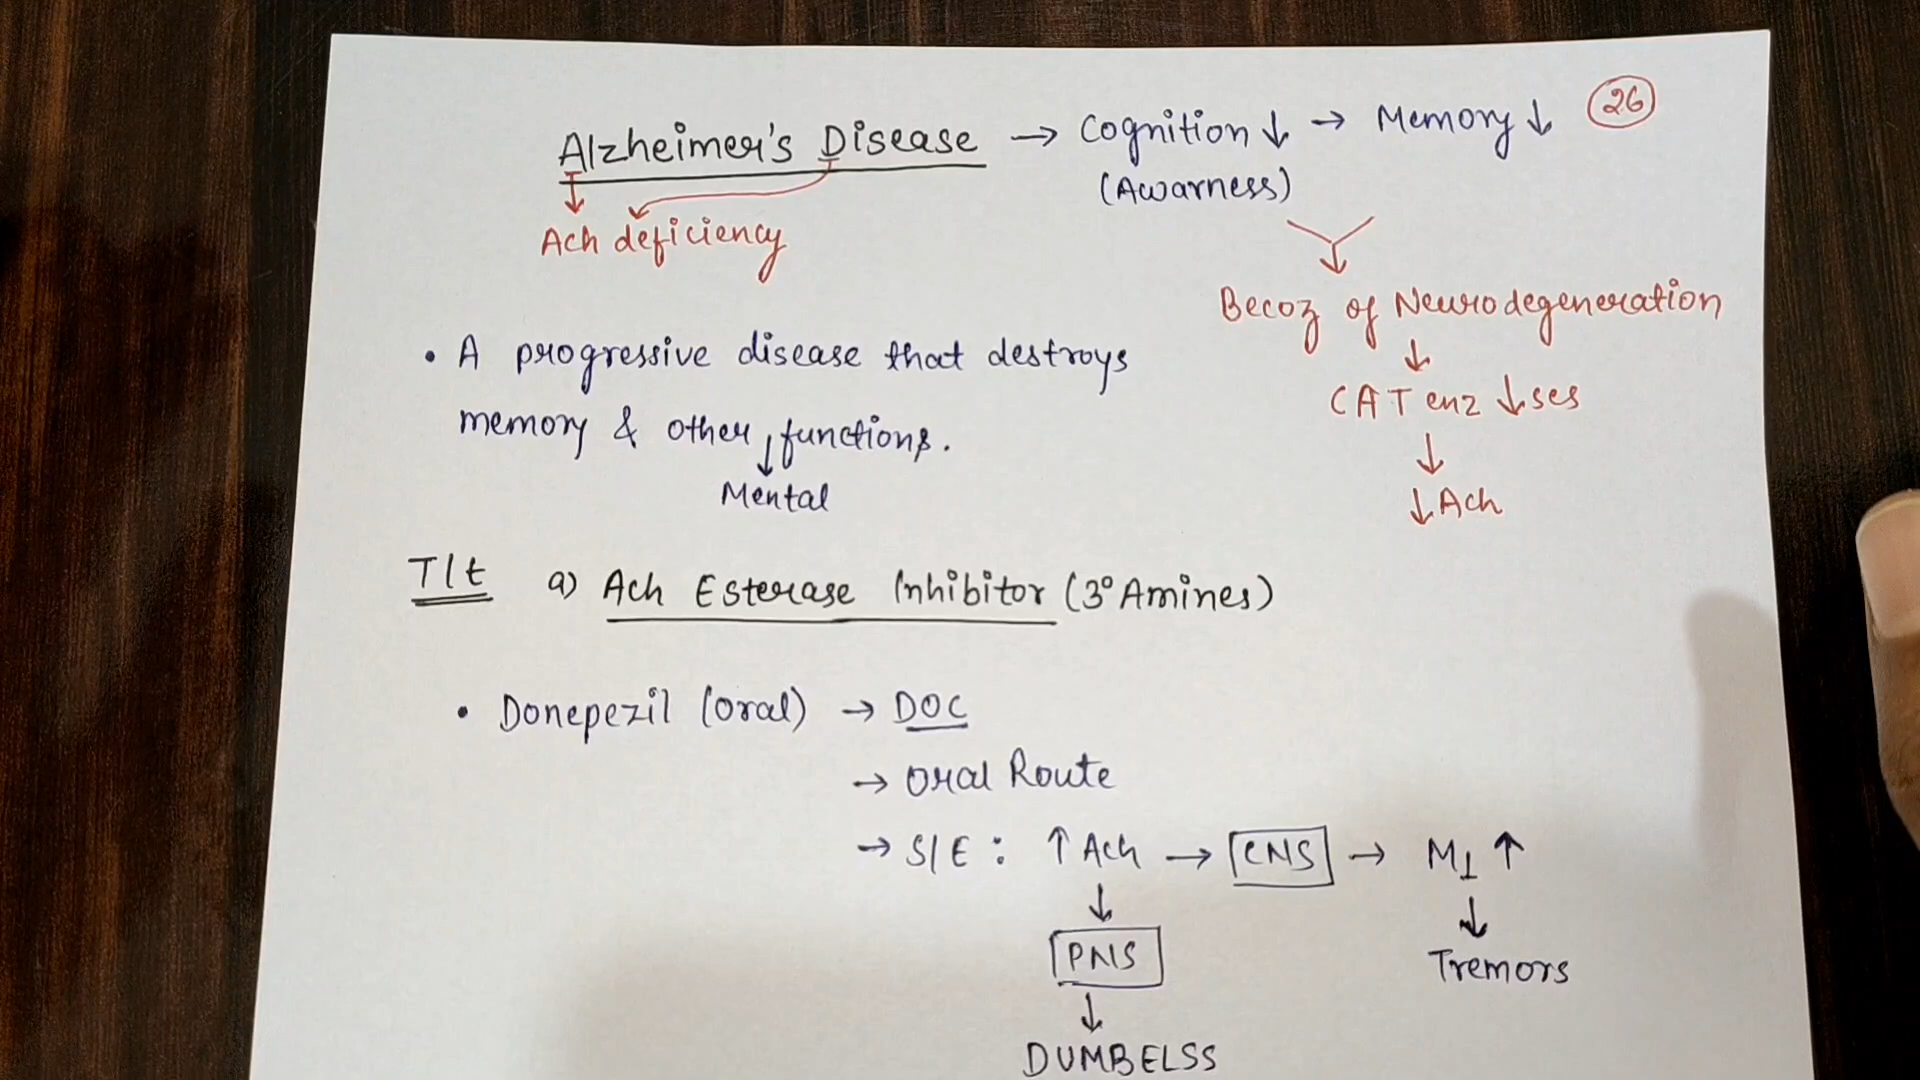 Alzheimer's Disease → Cognition ↓ → Memory ↓ 26
(Awarness)
Ach deficiency
Becoz of Neurodegeneration
↓
CAT enz ↓ses
↓
↓ Ach
• A progressive disease that destroys
memory & other functions.
Mental
T/t a) Ach Esterase Inhibitor (3° Amines)
• Donepezil (oral) → DOC
→ Oral Route
→ S/E : ↑ Ach → CNS → M1 ↑
↓ ↓
PNS Tremors
↓
DUMBELSS